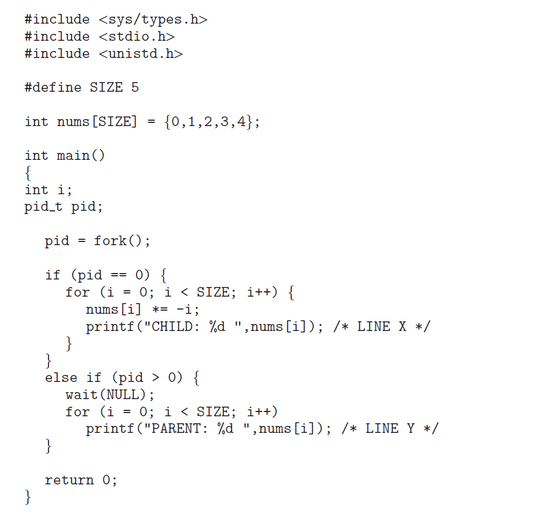 #include <sys/types.h>
#include <stdio.h>
#include <unistd.h>
#define SIZE 5
int nums[SIZE] = {0,1,2,3,4};
int main()
{
int i;
pid_t pid;
pid = fork();
if (pid == 0) {
for (i = 0; i < SIZE; i++) {
nums[i] *= -i;
printf("CHILD: %d ",nums[i]); /* LINE X */
}
}
else if (pid > 0) {
wait(NULL);
for (i = 0; i < SIZE; i++)
printf("PARENT: %d ",nums[i]); /* LINE Y */
}
return 0;
}